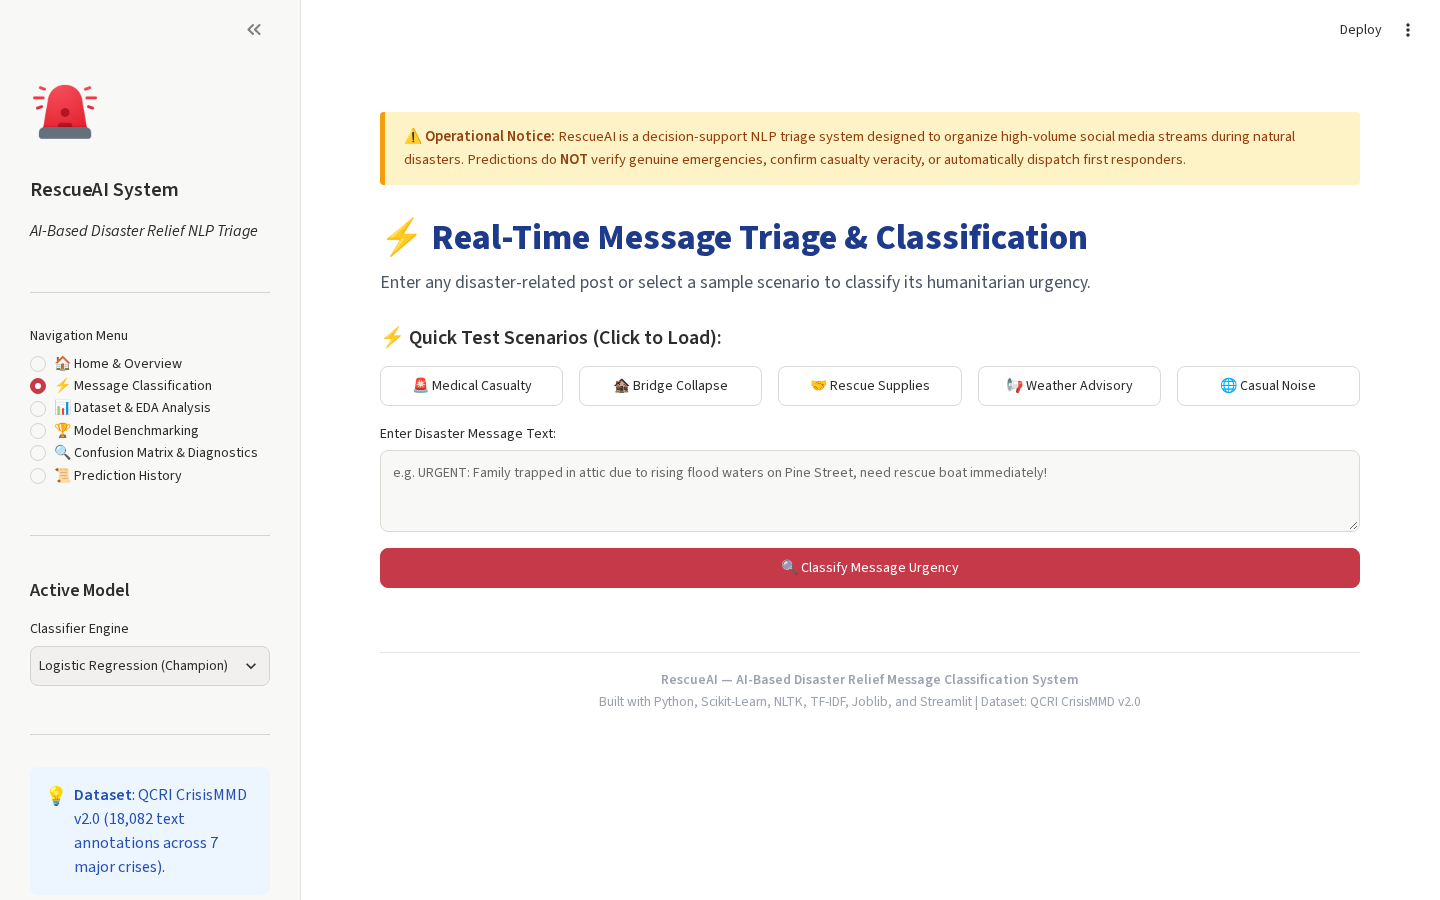 Deploy
RescueAI System
AI-Based Disaster Relief NLP Triage
Navigation Menu
🏠 Home & Overview
⚡ Message Classification
📊 Dataset & EDA Analysis
🏆 Model Benchmarking
🔍 Confusion Matrix & Diagnostics
📜 Prediction History
Active Model
Classifier Engine
Logistic Regression (Champion)
💡 Dataset: QCRI CrisisMMD
v2.0 (18,082 text
annotations across 7
major crises).
⚠️ Operational Notice: RescueAI is a decision-support NLP triage system designed to organize high-volume social media streams during natural
disasters. Predictions do NOT verify genuine emergencies, confirm casualty veracity, or automatically dispatch first responders.
⚡ Real-Time Message Triage & Classification
Enter any disaster-related post or select a sample scenario to classify its humanitarian urgency.
⚡ Quick Test Scenarios (Click to Load):
🚨 Medical Casualty
🏚️ Bridge Collapse
🤝 Rescue Supplies
📢 Weather Advisory
🌐 Casual Noise
Enter Disaster Message Text:
e.g. URGENT: Family trapped in attic due to rising flood waters on Pine Street, need rescue boat immediately!
🔍 Classify Message Urgency
RescueAI — AI-Based Disaster Relief Message Classification System
Built with Python, Scikit-Learn, NLTK, TF-IDF, Joblib, and Streamlit | Dataset: QCRI CrisisMMD v2.0